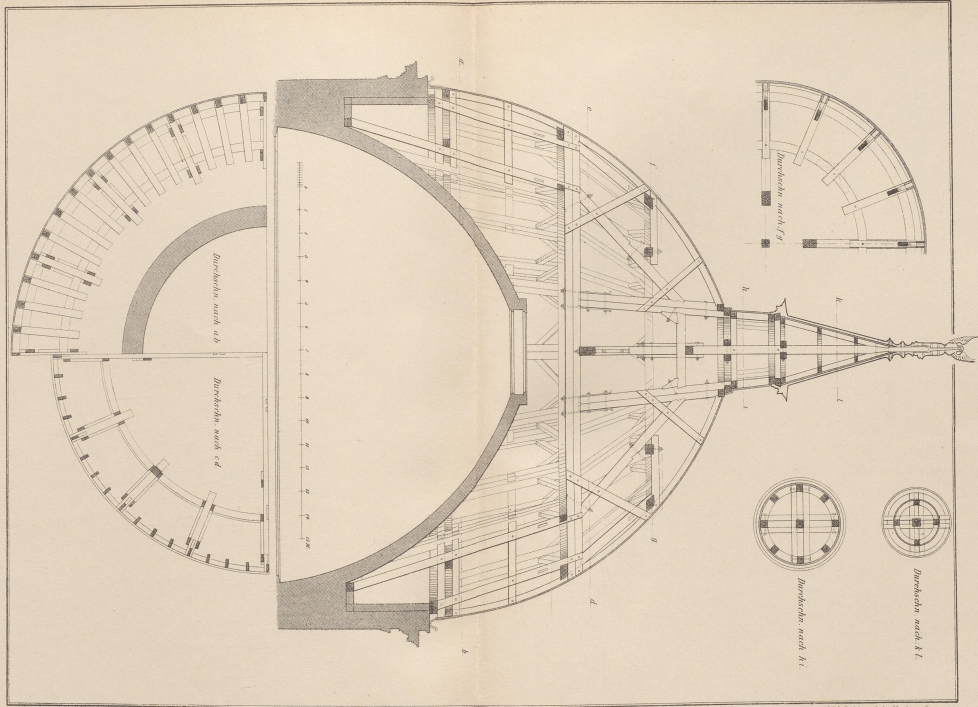 Durchschn. nach f g
Durchschn. nach a b
Durchschn. nach c d
Durchschn. nach h i.
Durchschn. nach k l.
a
c
f
h
k
b
d
g
i
l